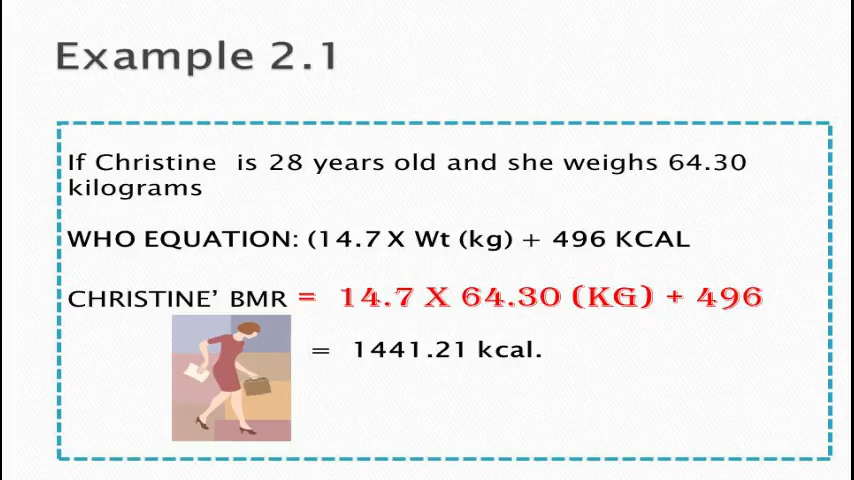 Example 2.1
If Christine is 28 years old and she weighs 64.30
kilograms
WHO EQUATION: (14.7 X Wt (kg) + 496 KCAL
CHRISTINE’ BMR = 14.7 X 64.30 (KG) + 496
= 1441.21 kcal.